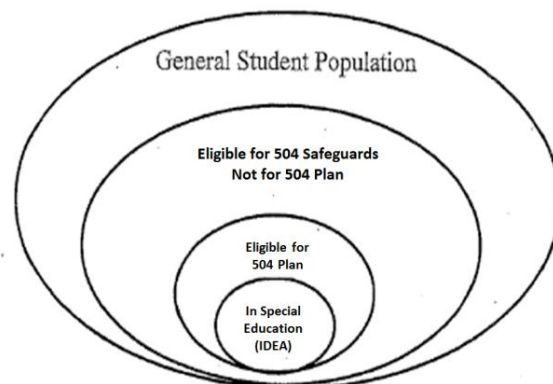 General Student Population
Eligible for 504 Safeguards
Not for 504 Plan
Eligible for
504 Plan
In Special
Education
(IDEA)